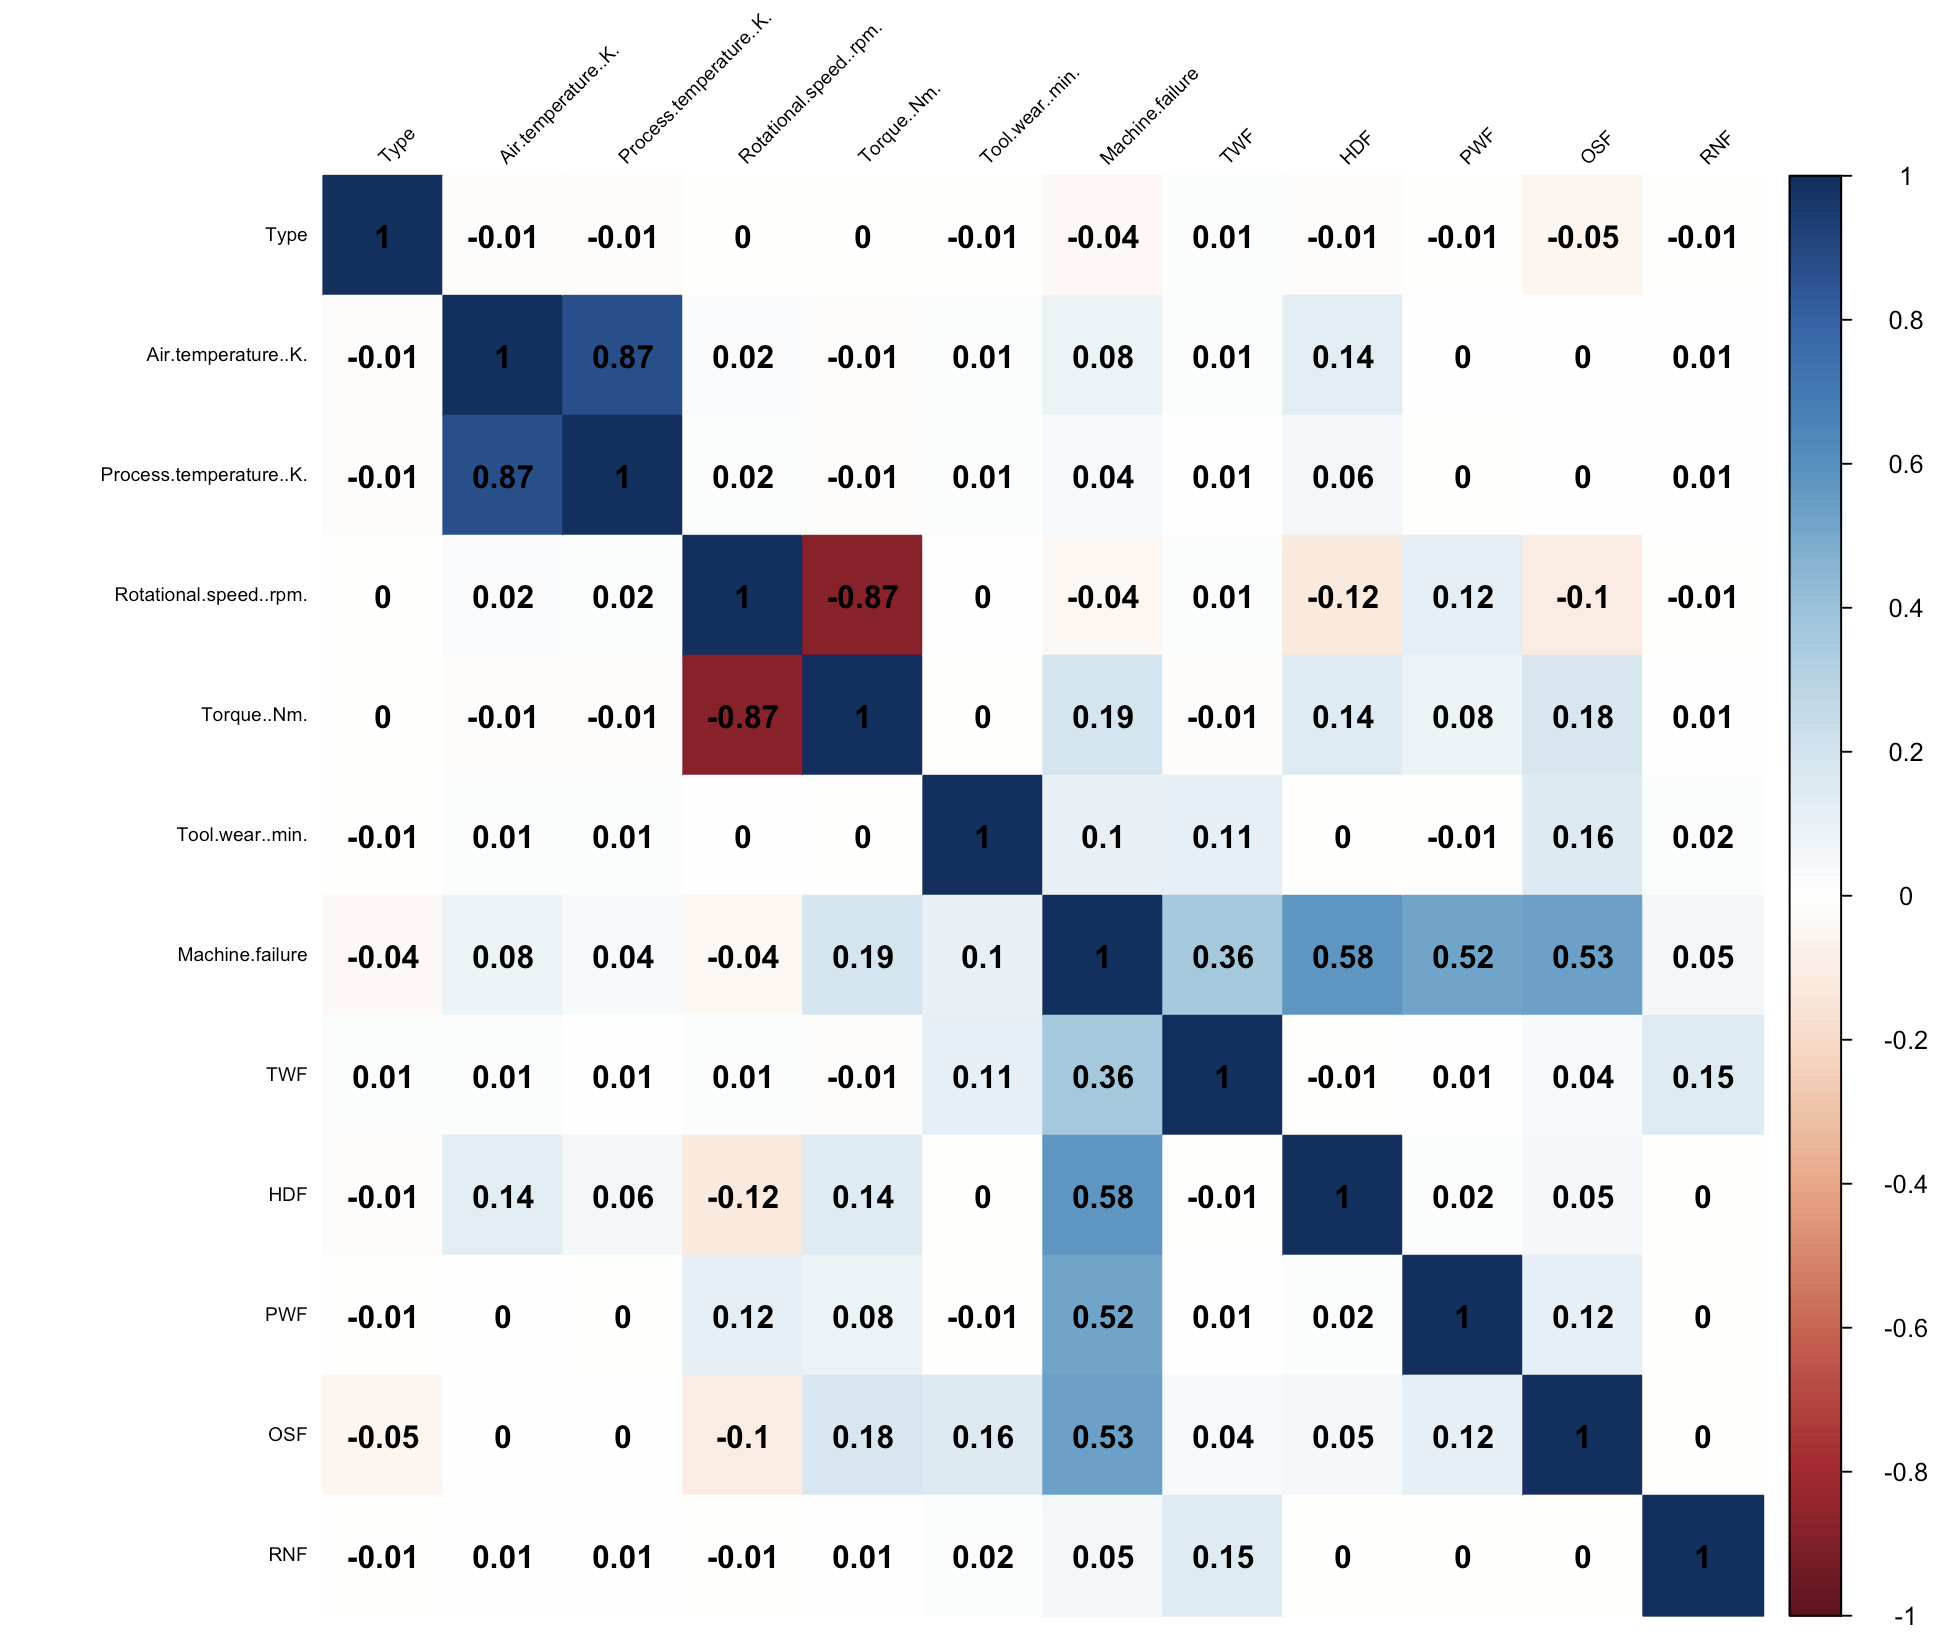 Type Air.temperature..K. Process.temperature..K. Rotational.speed..rpm. Torque..Nm. Tool.wear..min. Machine.failure TWF HDF PWF OSF RNF
Type 1 -0.01 -0.01 0 0 -0.01 -0.04 0.01 -0.01 -0.01 -0.05 -0.01
Air.temperature..K. -0.01 1 0.87 0.02 -0.01 0.01 0.08 0.01 0.14 0 0 0.01
Process.temperature..K. -0.01 0.87 1 0.02 -0.01 0.01 0.04 0.01 0.06 0 0 0.01
Rotational.speed..rpm. 0 0.02 0.02 1 -0.87 0 -0.04 0.01 -0.12 0.12 -0.1 -0.01
Torque..Nm. 0 -0.01 -0.01 -0.87 1 0 0.19 -0.01 0.14 0.08 0.18 0.01
Tool.wear..min. -0.01 0.01 0.01 0 0 1 0.1 0.11 0 -0.01 0.16 0.02
Machine.failure -0.04 0.08 0.04 -0.04 0.19 0.1 1 0.36 0.58 0.52 0.53 0.05
TWF 0.01 0.01 0.01 0.01 -0.01 0.11 0.36 1 -0.01 0.01 0.04 0.15
HDF -0.01 0.14 0.06 -0.12 0.14 0 0.58 -0.01 1 0.02 0.05 0
PWF -0.01 0 0 0.12 0.08 -0.01 0.52 0.01 0.02 1 0.12 0
OSF -0.05 0 0 -0.1 0.18 0.16 0.53 0.04 0.05 0.12 1 0
RNF -0.01 0.01 0.01 -0.01 0.01 0.02 0.05 0.15 0 0 0 1
1
0.8
0.6
0.4
0.2
0
-0.2
-0.4
-0.6
-0.8
-1